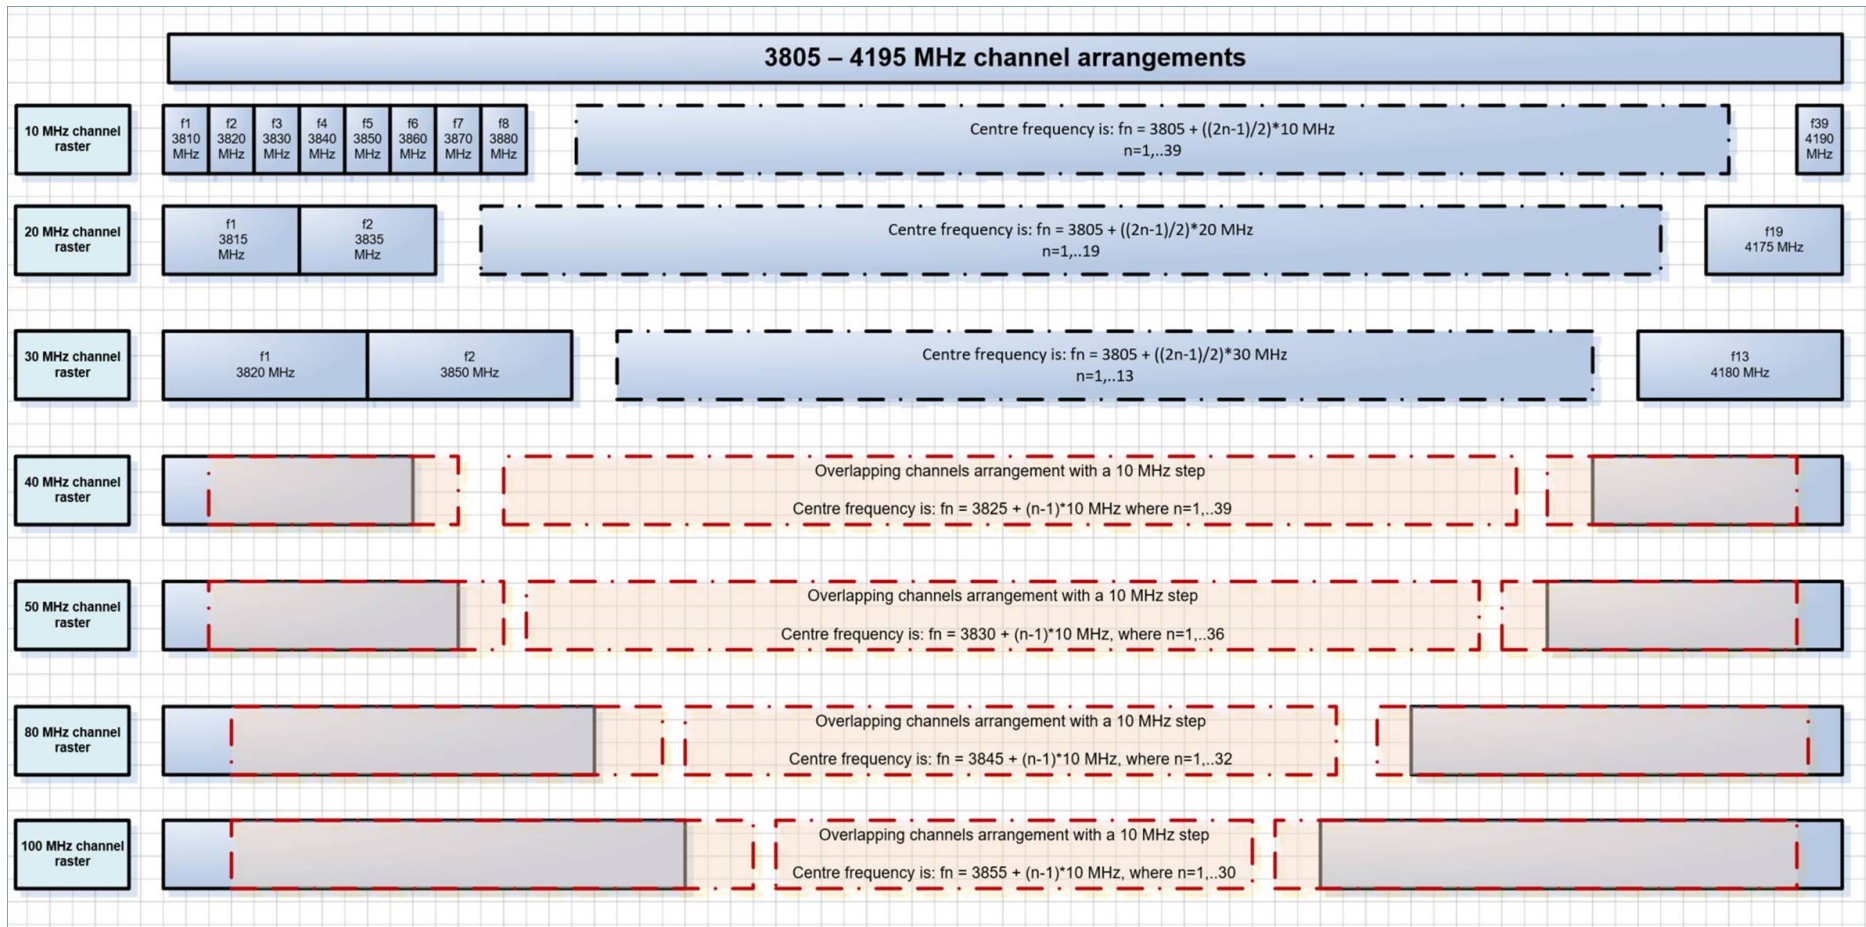 3805 – 4195 MHz channel arrangements
10 MHz channel
raster
f1
3810
MHz
f2
3820
MHz
f3
3830
MHz
f4
3840
MHz
f5
3850
MHz
f6
3860
MHz
f7
3870
MHz
f8
3880
MHz
Centre frequency is: fn = 3805 + ((2n-1)/2)*10 MHz
n=1,..39
f39
4190
MHz
20 MHz channel
raster
f1
3815
MHz
f2
3835
MHz
Centre frequency is: fn = 3805 + ((2n-1)/2)*20 MHz
n=1,..19
f19
4175 MHz
30 MHz channel
raster
f1
3820 MHz
f2
3850 MHz
Centre frequency is: fn = 3805 + ((2n-1)/2)*30 MHz
n=1,..13
f13
4180 MHz
40 MHz channel
raster
Overlapping channels arrangement with a 10 MHz step
Centre frequency is: fn = 3825 + (n-1)*10 MHz where n=1,..39
50 MHz channel
raster
Overlapping channels arrangement with a 10 MHz step
Centre frequency is: fn = 3830 + (n-1)*10 MHz, where n=1,..36
80 MHz channel
raster
Overlapping channels arrangement with a 10 MHz step
Centre frequency is: fn = 3845 + (n-1)*10 MHz, where n=1,..32
100 MHz channel
raster
Overlapping channels arrangement with a 10 MHz step
Centre frequency is: fn = 3855 + (n-1)*10 MHz, where n=1,..30